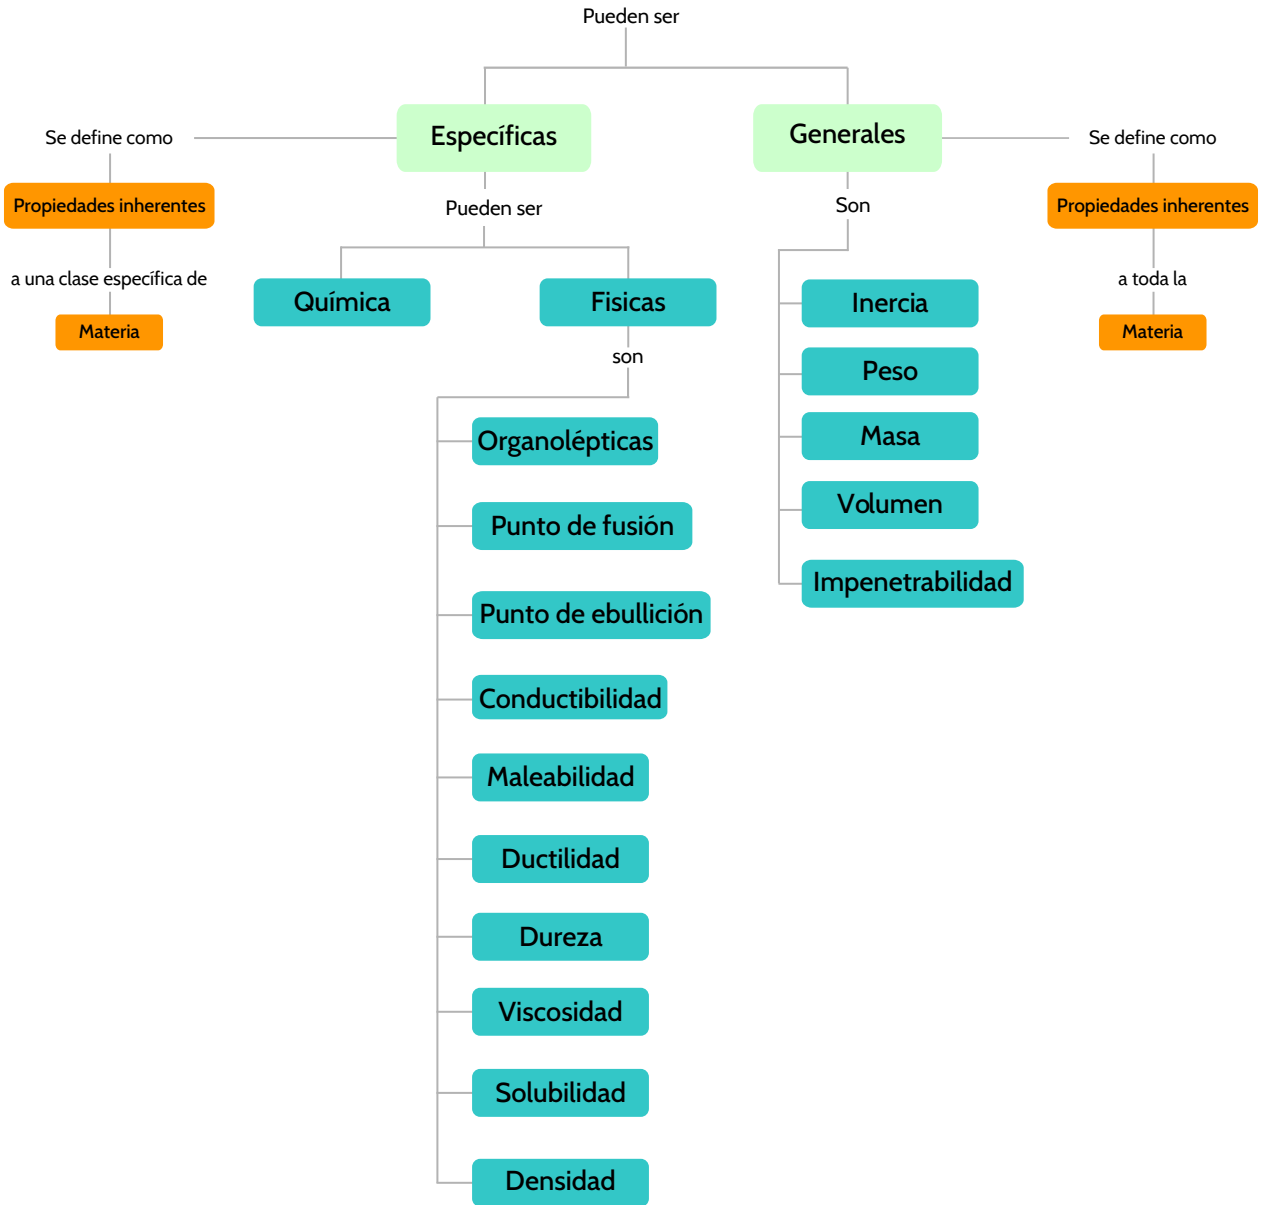 Pueden ser
Específicas
Generales
Se define como
Se define como
Propiedades inherentes
Pueden ser
Son
Propiedades inherentes
a una clase específica de
a toda la
Química
Fisicas
Inercia
Materia
Materia
son
Peso
Organolépticas
Masa
Punto de fusión
Volumen
Punto de ebullición
Impenetrabilidad
Conductibilidad
Maleabilidad
Ductilidad
Dureza
Viscosidad
Solubilidad
Densidad